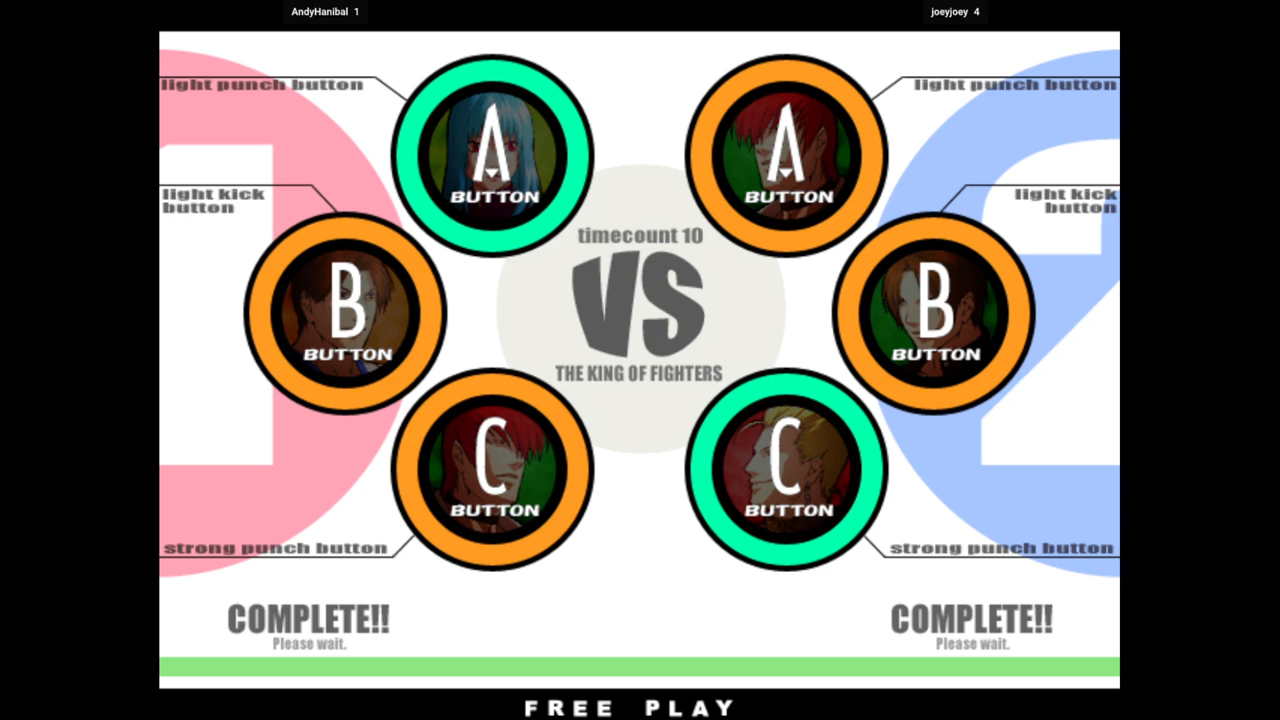 AndyHanibal 1
joeyjoey 4
light punch button
A
BUTTON
A
BUTTON
light punch button
light kick
button
light kick
button
1
2
timecount 10
VS
THE KING OF FIGHTERS
B
BUTTON
B
BUTTON
C
BUTTON
C
BUTTON
strong punch button
strong punch button
COMPLETE!!
Please wait.
COMPLETE!!
Please wait.
FREE PLAY